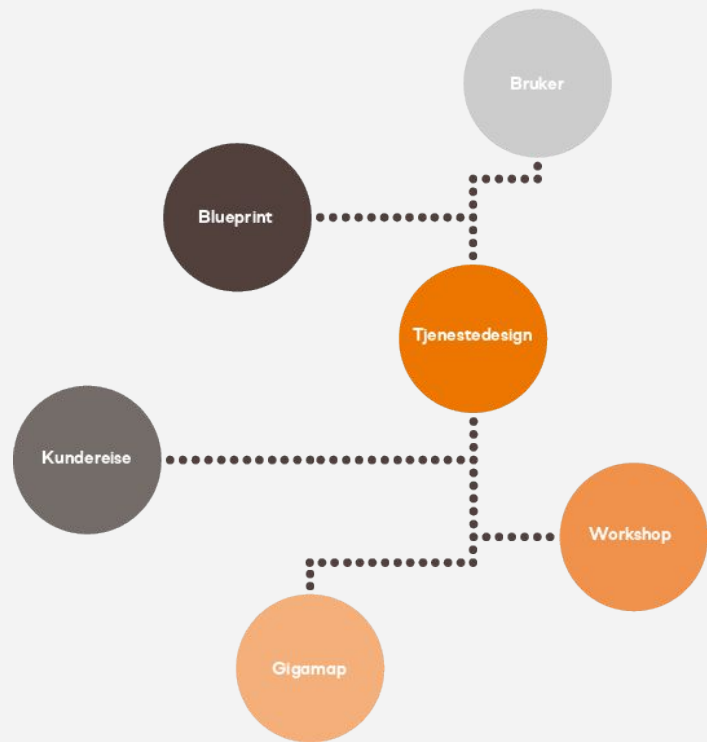 Bruker
Blueprint
Tjenestedesign
Kundereise
Workshop
Gigamap